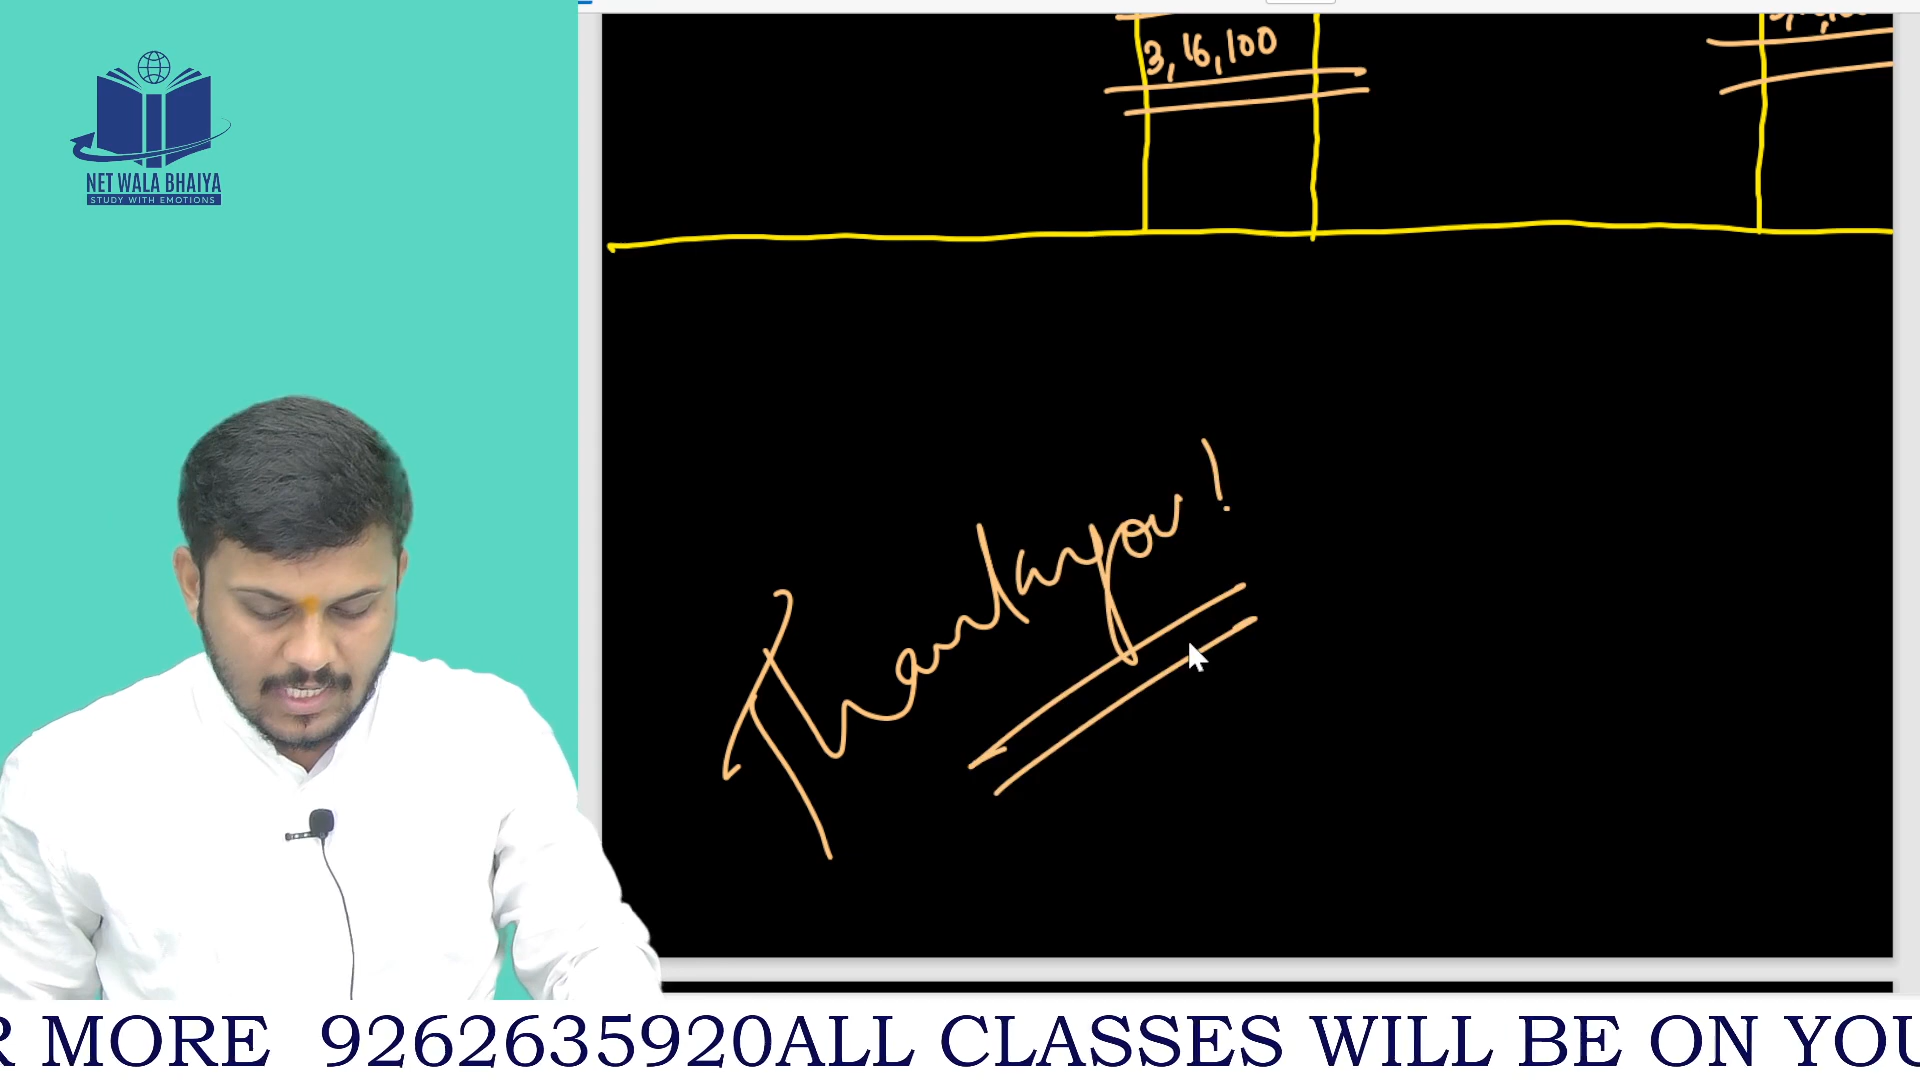 NET WALA BHAIYA
STUDY WITH EMOTIONS
3,16,100
Thankyou!
R MORE 9262635920ALL CLASSES WILL BE ON YOU